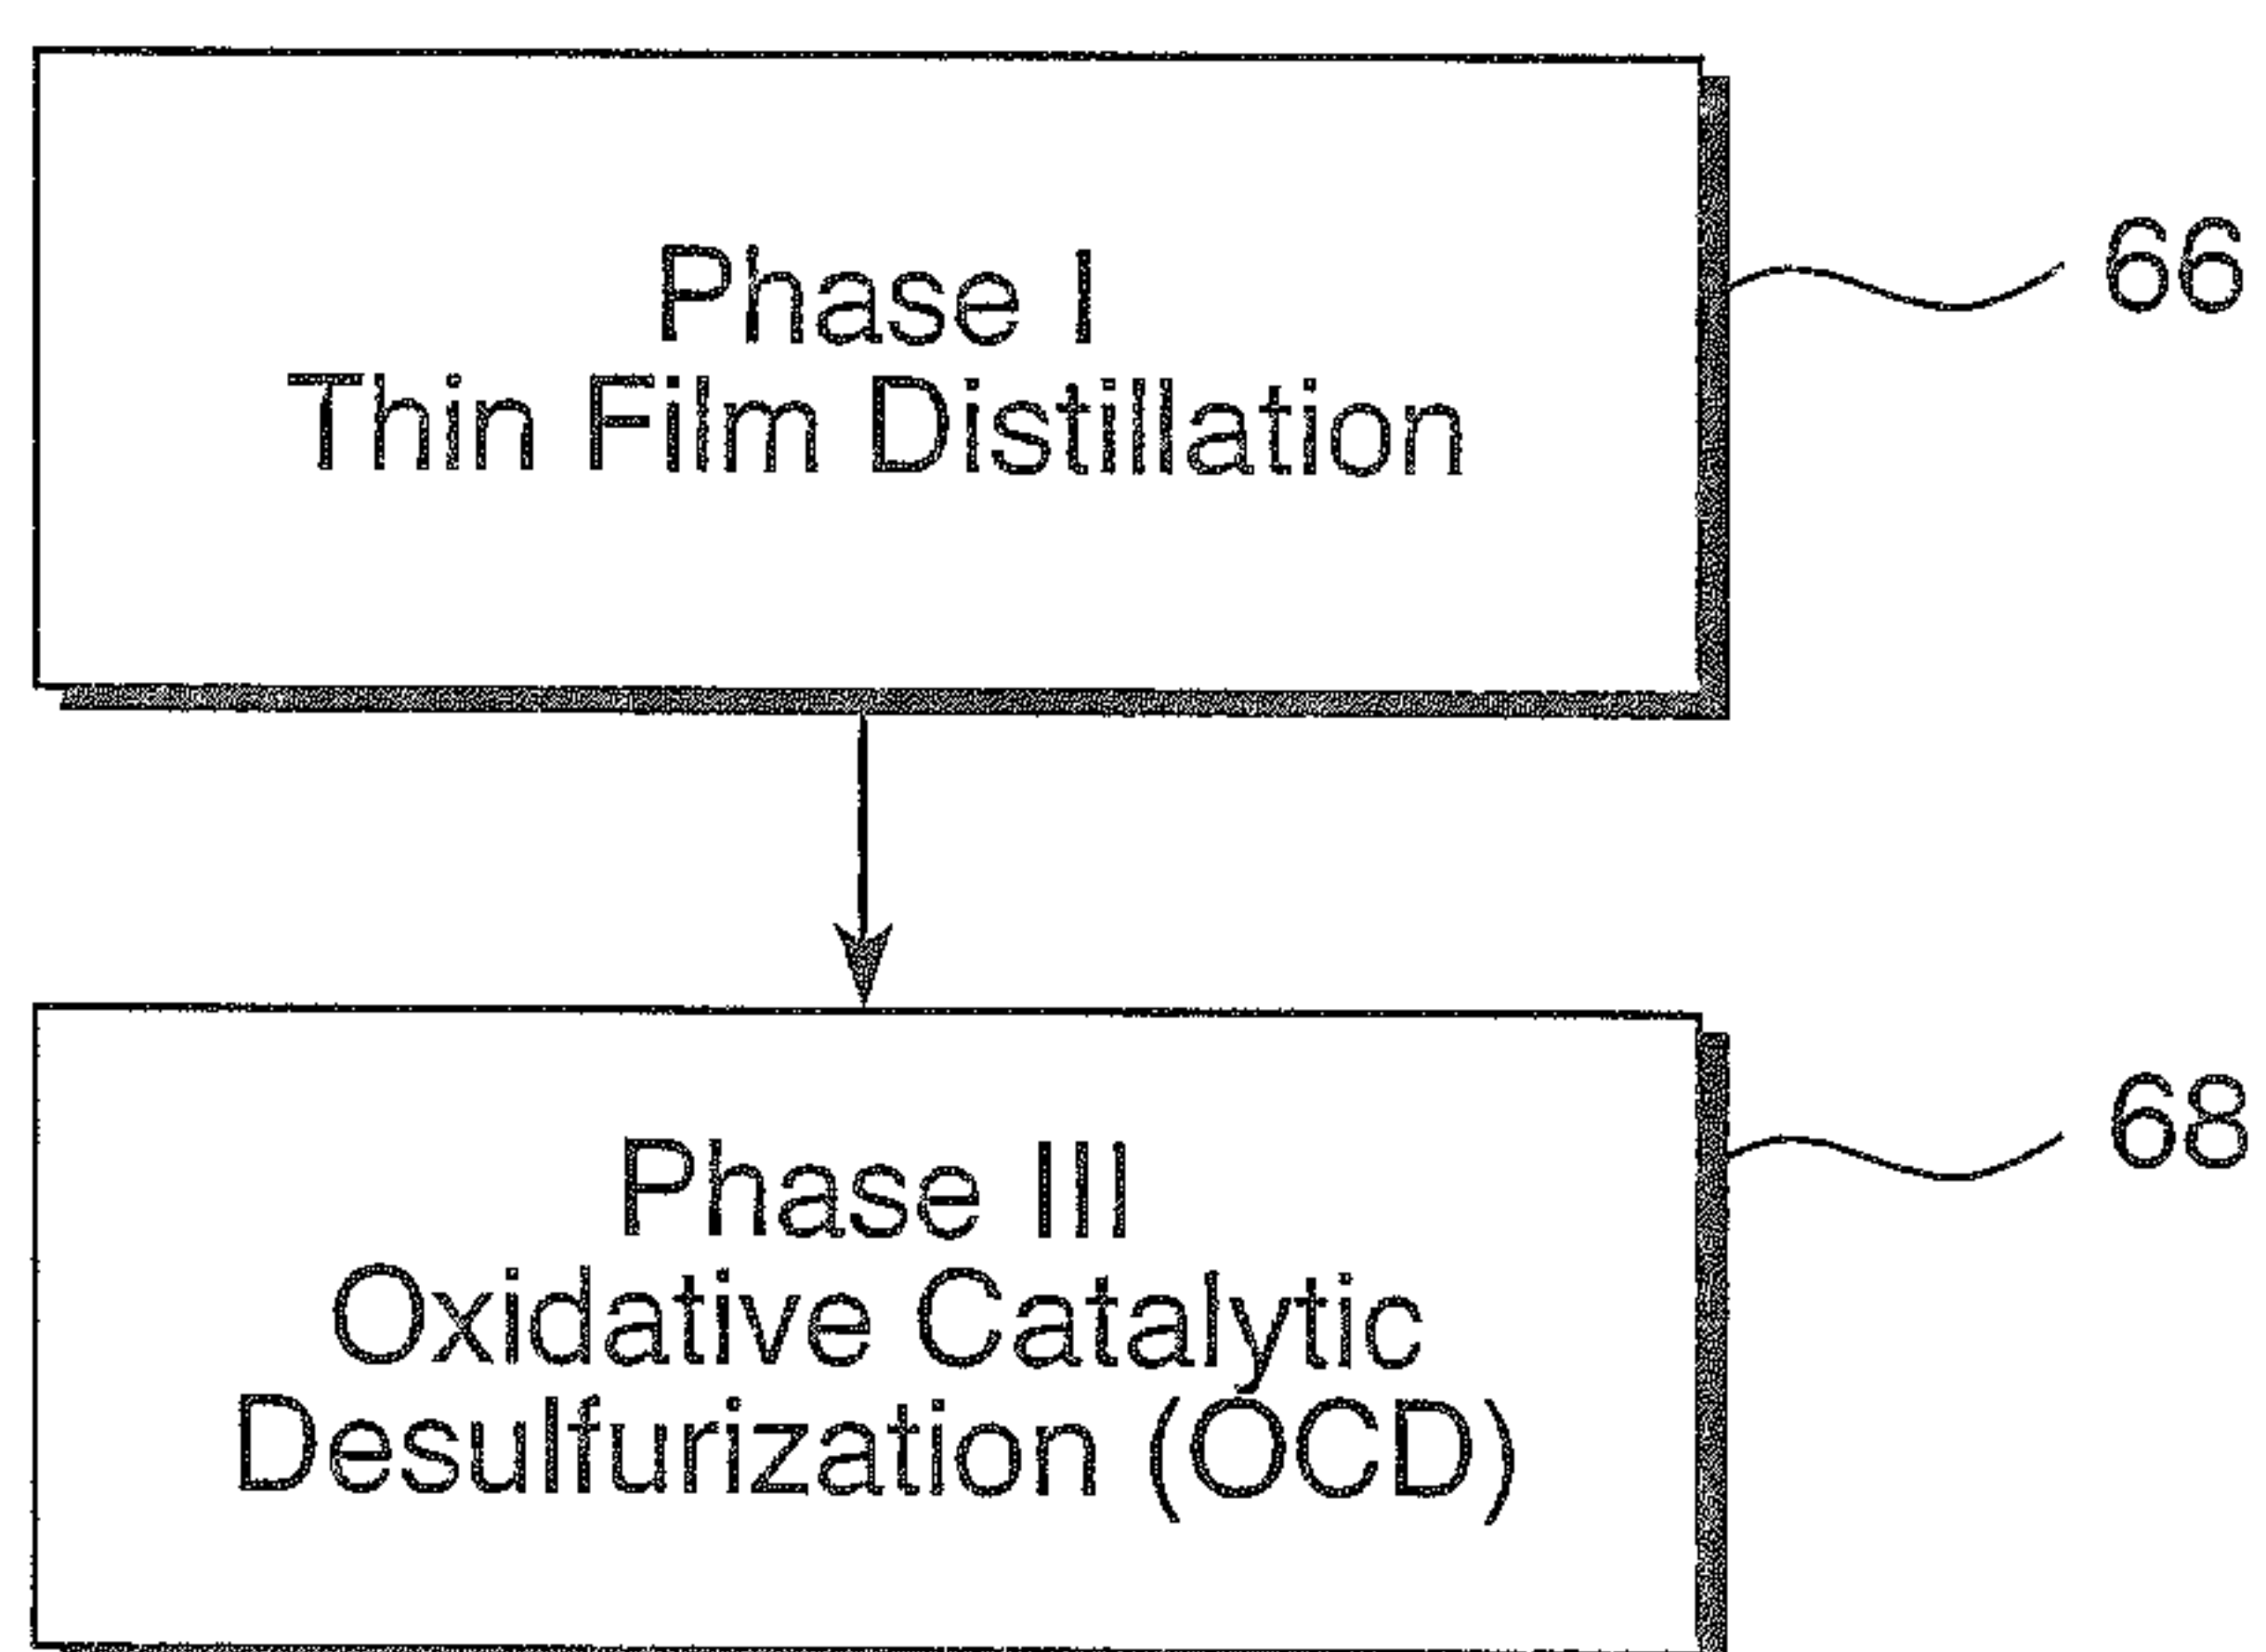 Phase I
Thin Film Distillation
66
Phase III
Oxidative Catalytic
Desulfurization (OCD)
68